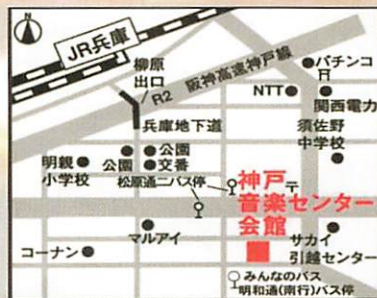 JR兵庫
柳原
出口
R2
阪神高速神戸線
パチンコ
NTT
関西電力
兵庫地下道
須佐野
中学校
公園
明親
小学校
公園
交番
松原通二バス停
〒
神戸
音楽センター
会館
マルアイ
サカイ
引越センター
コーナン
みんなのバス
明和通(南行)バス停